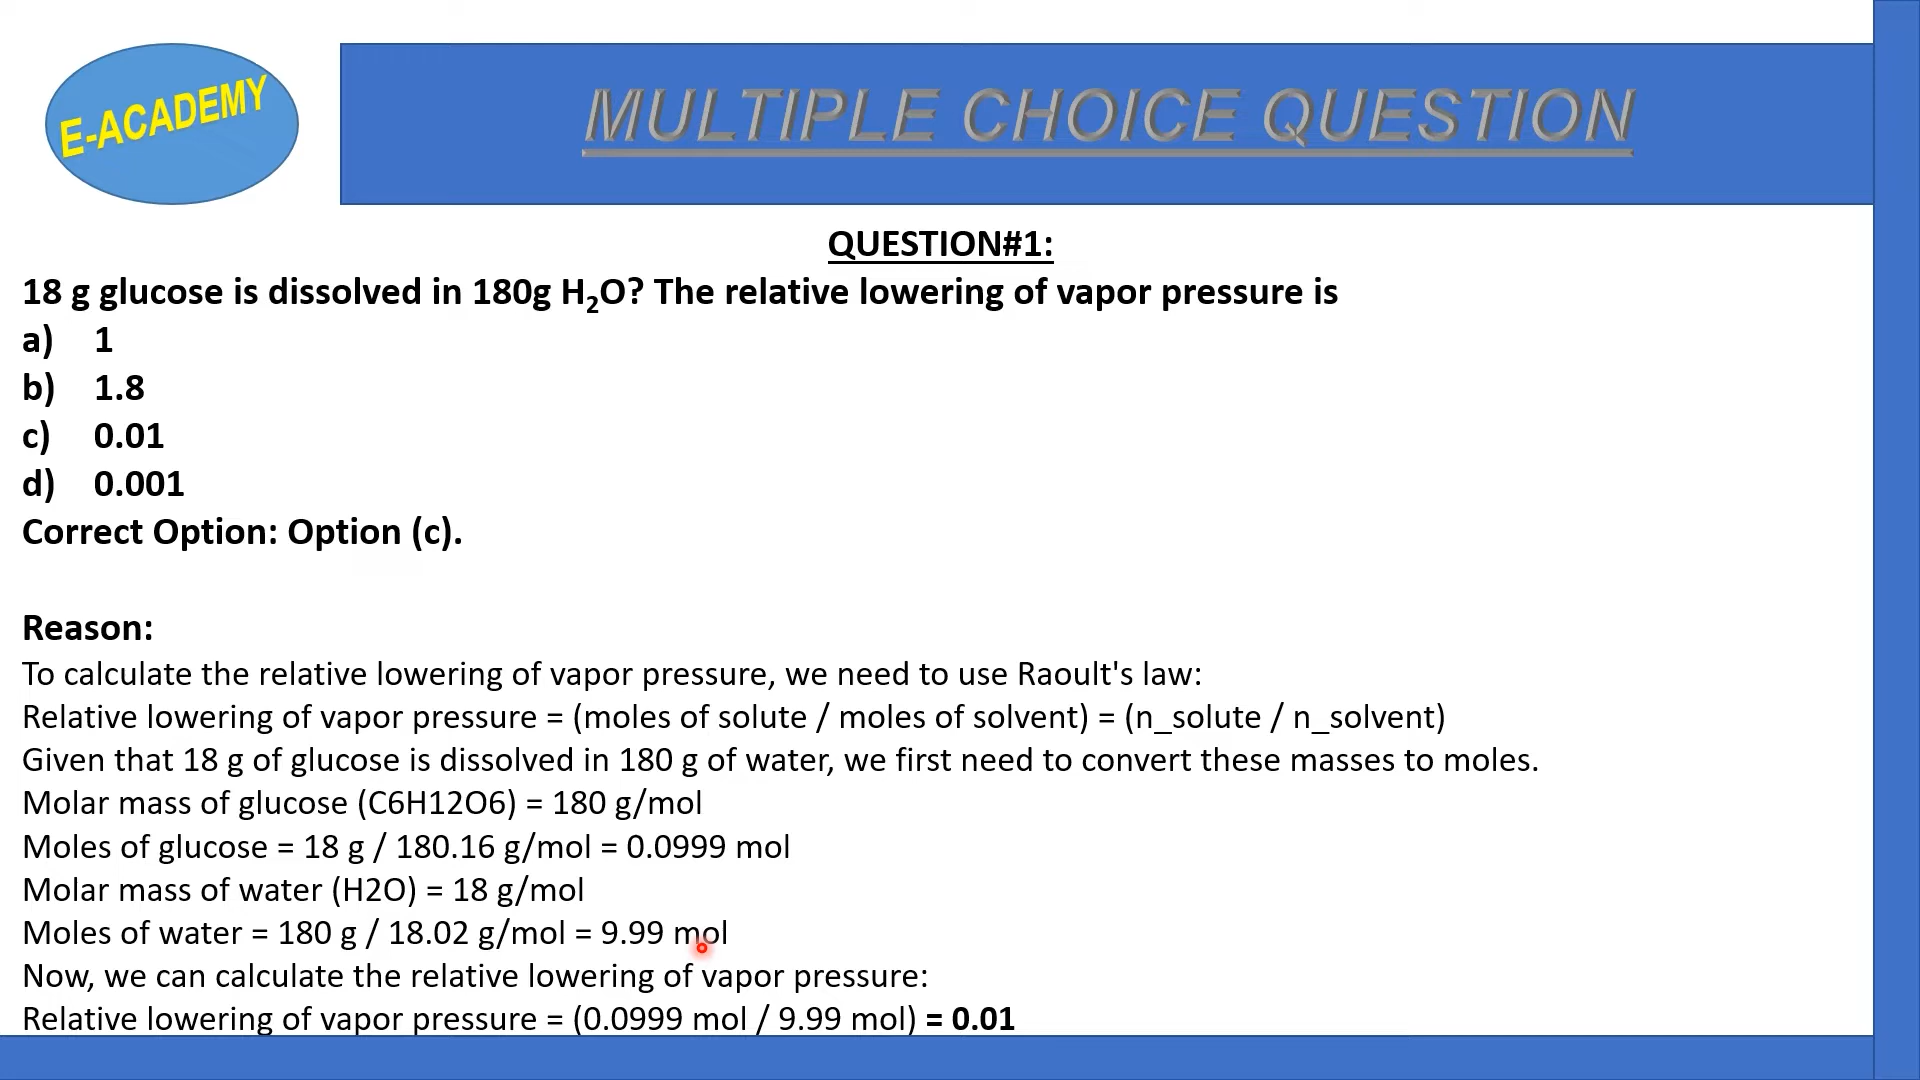 E-ACADEMY
MULTIPLE CHOICE QUESTION
QUESTION#1:
18 g glucose is dissolved in 180g H₂O? The relative lowering of vapor pressure is
a) 1
b) 1.8
c) 0.01
d) 0.001
Correct Option: Option (c).
Reason:
To calculate the relative lowering of vapor pressure, we need to use Raoult's law:
Relative lowering of vapor pressure = (moles of solute / moles of solvent) = (n_solute / n_solvent)
Given that 18 g of glucose is dissolved in 180 g of water, we first need to convert these masses to moles.
Molar mass of glucose (C6H12O6) = 180 g/mol
Moles of glucose = 18 g / 180.16 g/mol = 0.0999 mol
Molar mass of water (H2O) = 18 g/mol
Moles of water = 180 g / 18.02 g/mol = 9.99 mol
Now, we can calculate the relative lowering of vapor pressure:
Relative lowering of vapor pressure = (0.0999 mol / 9.99 mol) = 0.01